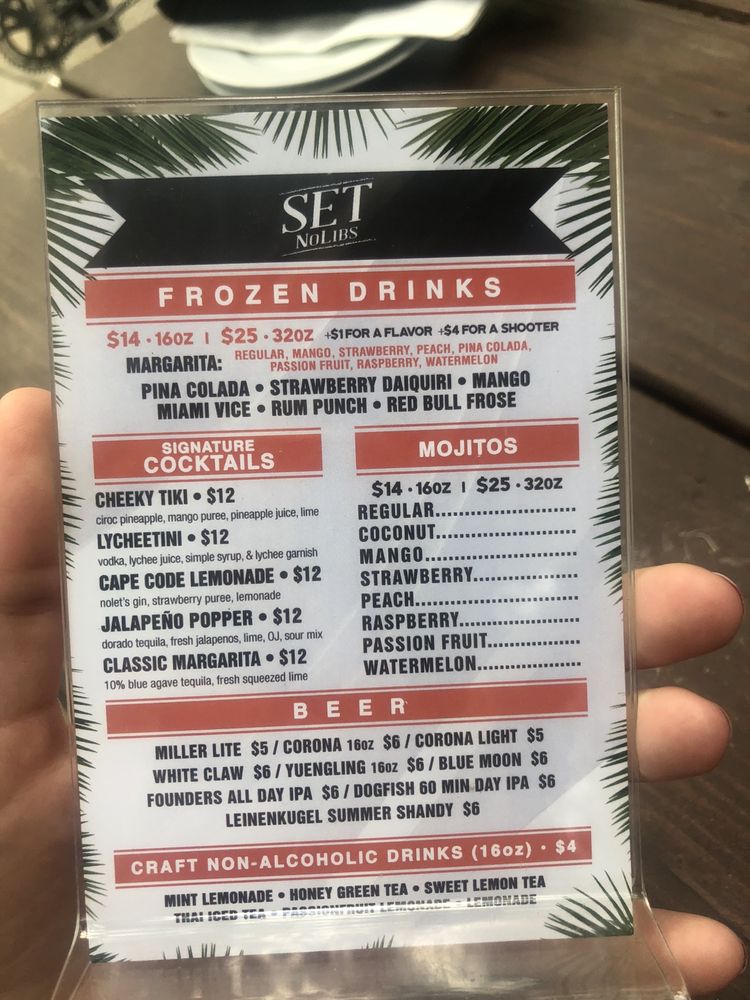 SET
NOLIBS
FROZEN DRINKS
$14 · 16OZ | $25 · 32OZ +$1 FOR A FLAVOR +$4 FOR A SHOOTER
MARGARITA: REGULAR, MANGO, STRAWBERRY, PEACH, PINA COLADA,
PASSION FRUIT, RASPBERRY, WATERMELON
PINA COLADA • STRAWBERRY DAIQUIRI • MANGO
MIAMI VICE • RUM PUNCH • RED BULL FROSE
SIGNATURE
COCKTAILS
CHEEKY TIKI • $12
ciroc pineapple, mango puree, pineapple juice, lime
LYCHEETINI • $12
vodka, lychee juice, simple syrup, & lychee garnish
CAPE CODE LEMONADE • $12
nolet's gin, strawberry puree, lemonade
JALAPEÑO POPPER • $12
dorado tequila, fresh jalapenos, lime, OJ, sour mix
CLASSIC MARGARITA • $12
10% blue agave tequila, fresh squeezed lime
MOJITOS
$14 · 16OZ | $25 · 32OZ
REGULAR........................
COCONUT........................
MANGO..........................
STRAWBERRY..................
PEACH...........................
RASPBERRY....................
PASSION FRUIT................
WATERMELON..................
BEER
MILLER LITE $5 / CORONA 16oz $6 / CORONA LIGHT $5
WHITE CLAW $6 / YUENGLING 16oz $6 / BLUE MOON $6
FOUNDERS ALL DAY IPA $6 / DOGFISH 60 MIN DAY IPA $6
LEINENKUGEL SUMMER SHANDY $6
CRAFT NON-ALCOHOLIC DRINKS (16oz) · $4
MINT LEMONADE • HONEY GREEN TEA • SWEET LEMON TEA
THAI ICED TEA • PASSIONFRUIT LEMONADE • LEMONADE